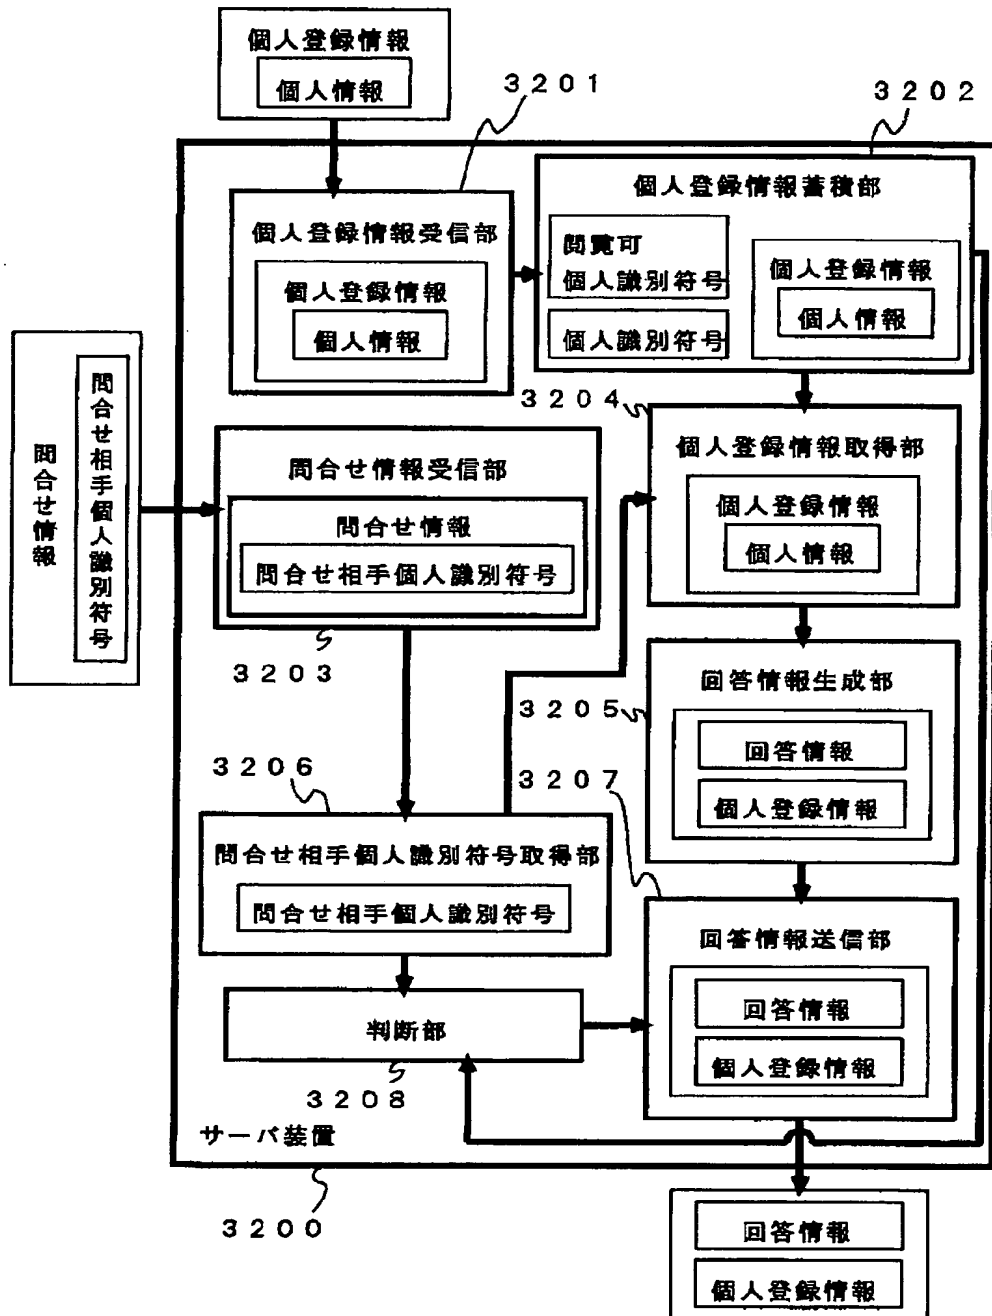 個人登録情報
個人情報
3201
3202
個人登録情報受信部
個人登録情報
個人情報
個人登録情報蓄積部
閲覧可
個人識別符号
個人識別符号
個人登録情報
個人情報
問合せ情報
問合せ相手個人識別符号
問合せ情報受信部
問合せ情報
問合せ相手個人識別符号
3203
3204
個人登録情報取得部
個人登録情報
個人情報
3205
回答情報生成部
回答情報
個人登録情報
3206
問合せ相手個人識別符号取得部
問合せ相手個人識別符号
3207
回答情報送信部
回答情報
個人登録情報
判断部
3208
サーバ装置
3200
回答情報
個人登録情報